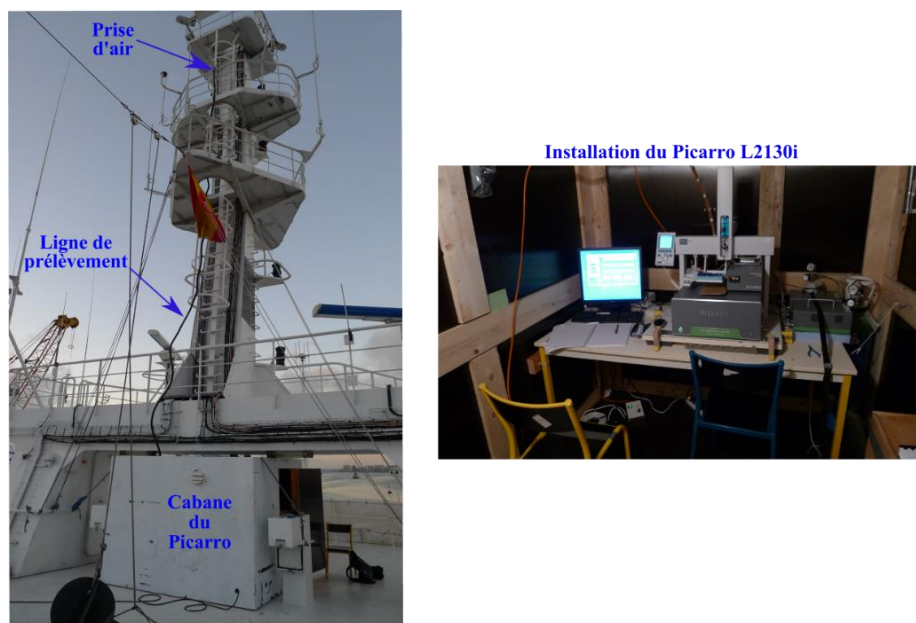 Prise
d'air
Ligne de
prélèvement
Cabane
du
Picarro
Installation du Picarro L2130i